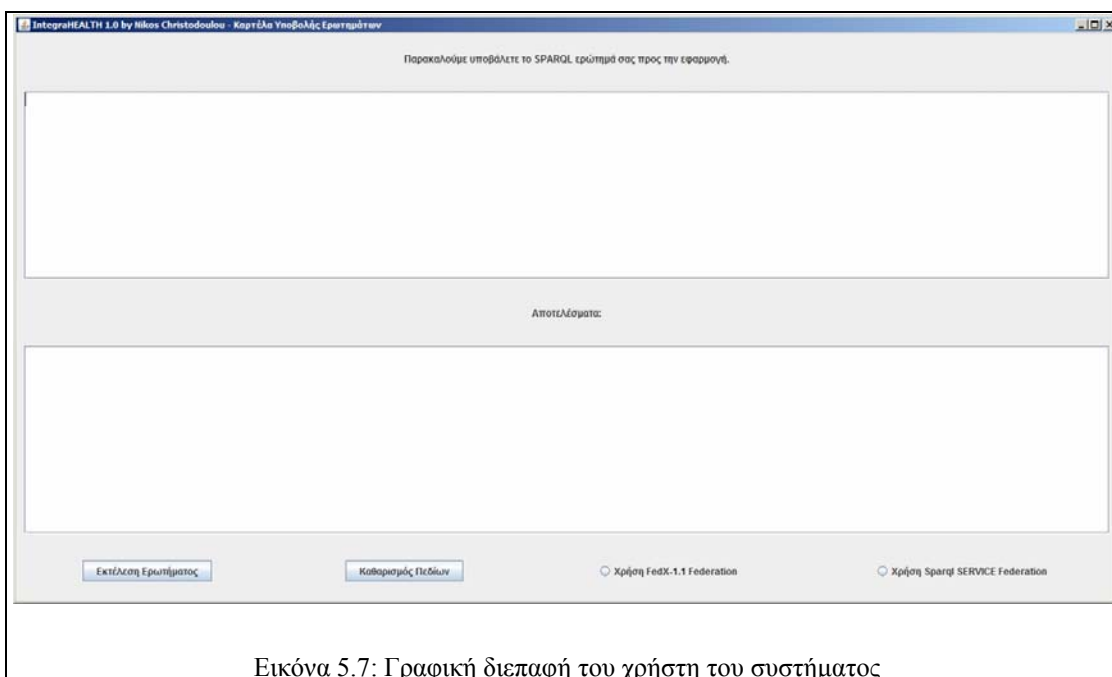 IntegraHEALTH 1.0 by Nikos Christodoulou - Καρτέλα Υποβολής Ερωτημάτων
Παρακαλούμε υποβάλετε το SPARQL ερώτημά σας προς την εφαρμογή.
Αποτελέσματα:
Εκτέλεση Ερωτήματος
Καθαρισμός Πεδίων
Χρήση FedX-1.1 Federation
Χρήση Sparql SERVICE Federation
Εικόνα 5.7: Γραφική διεπαφή του χρήστη του συστήματος